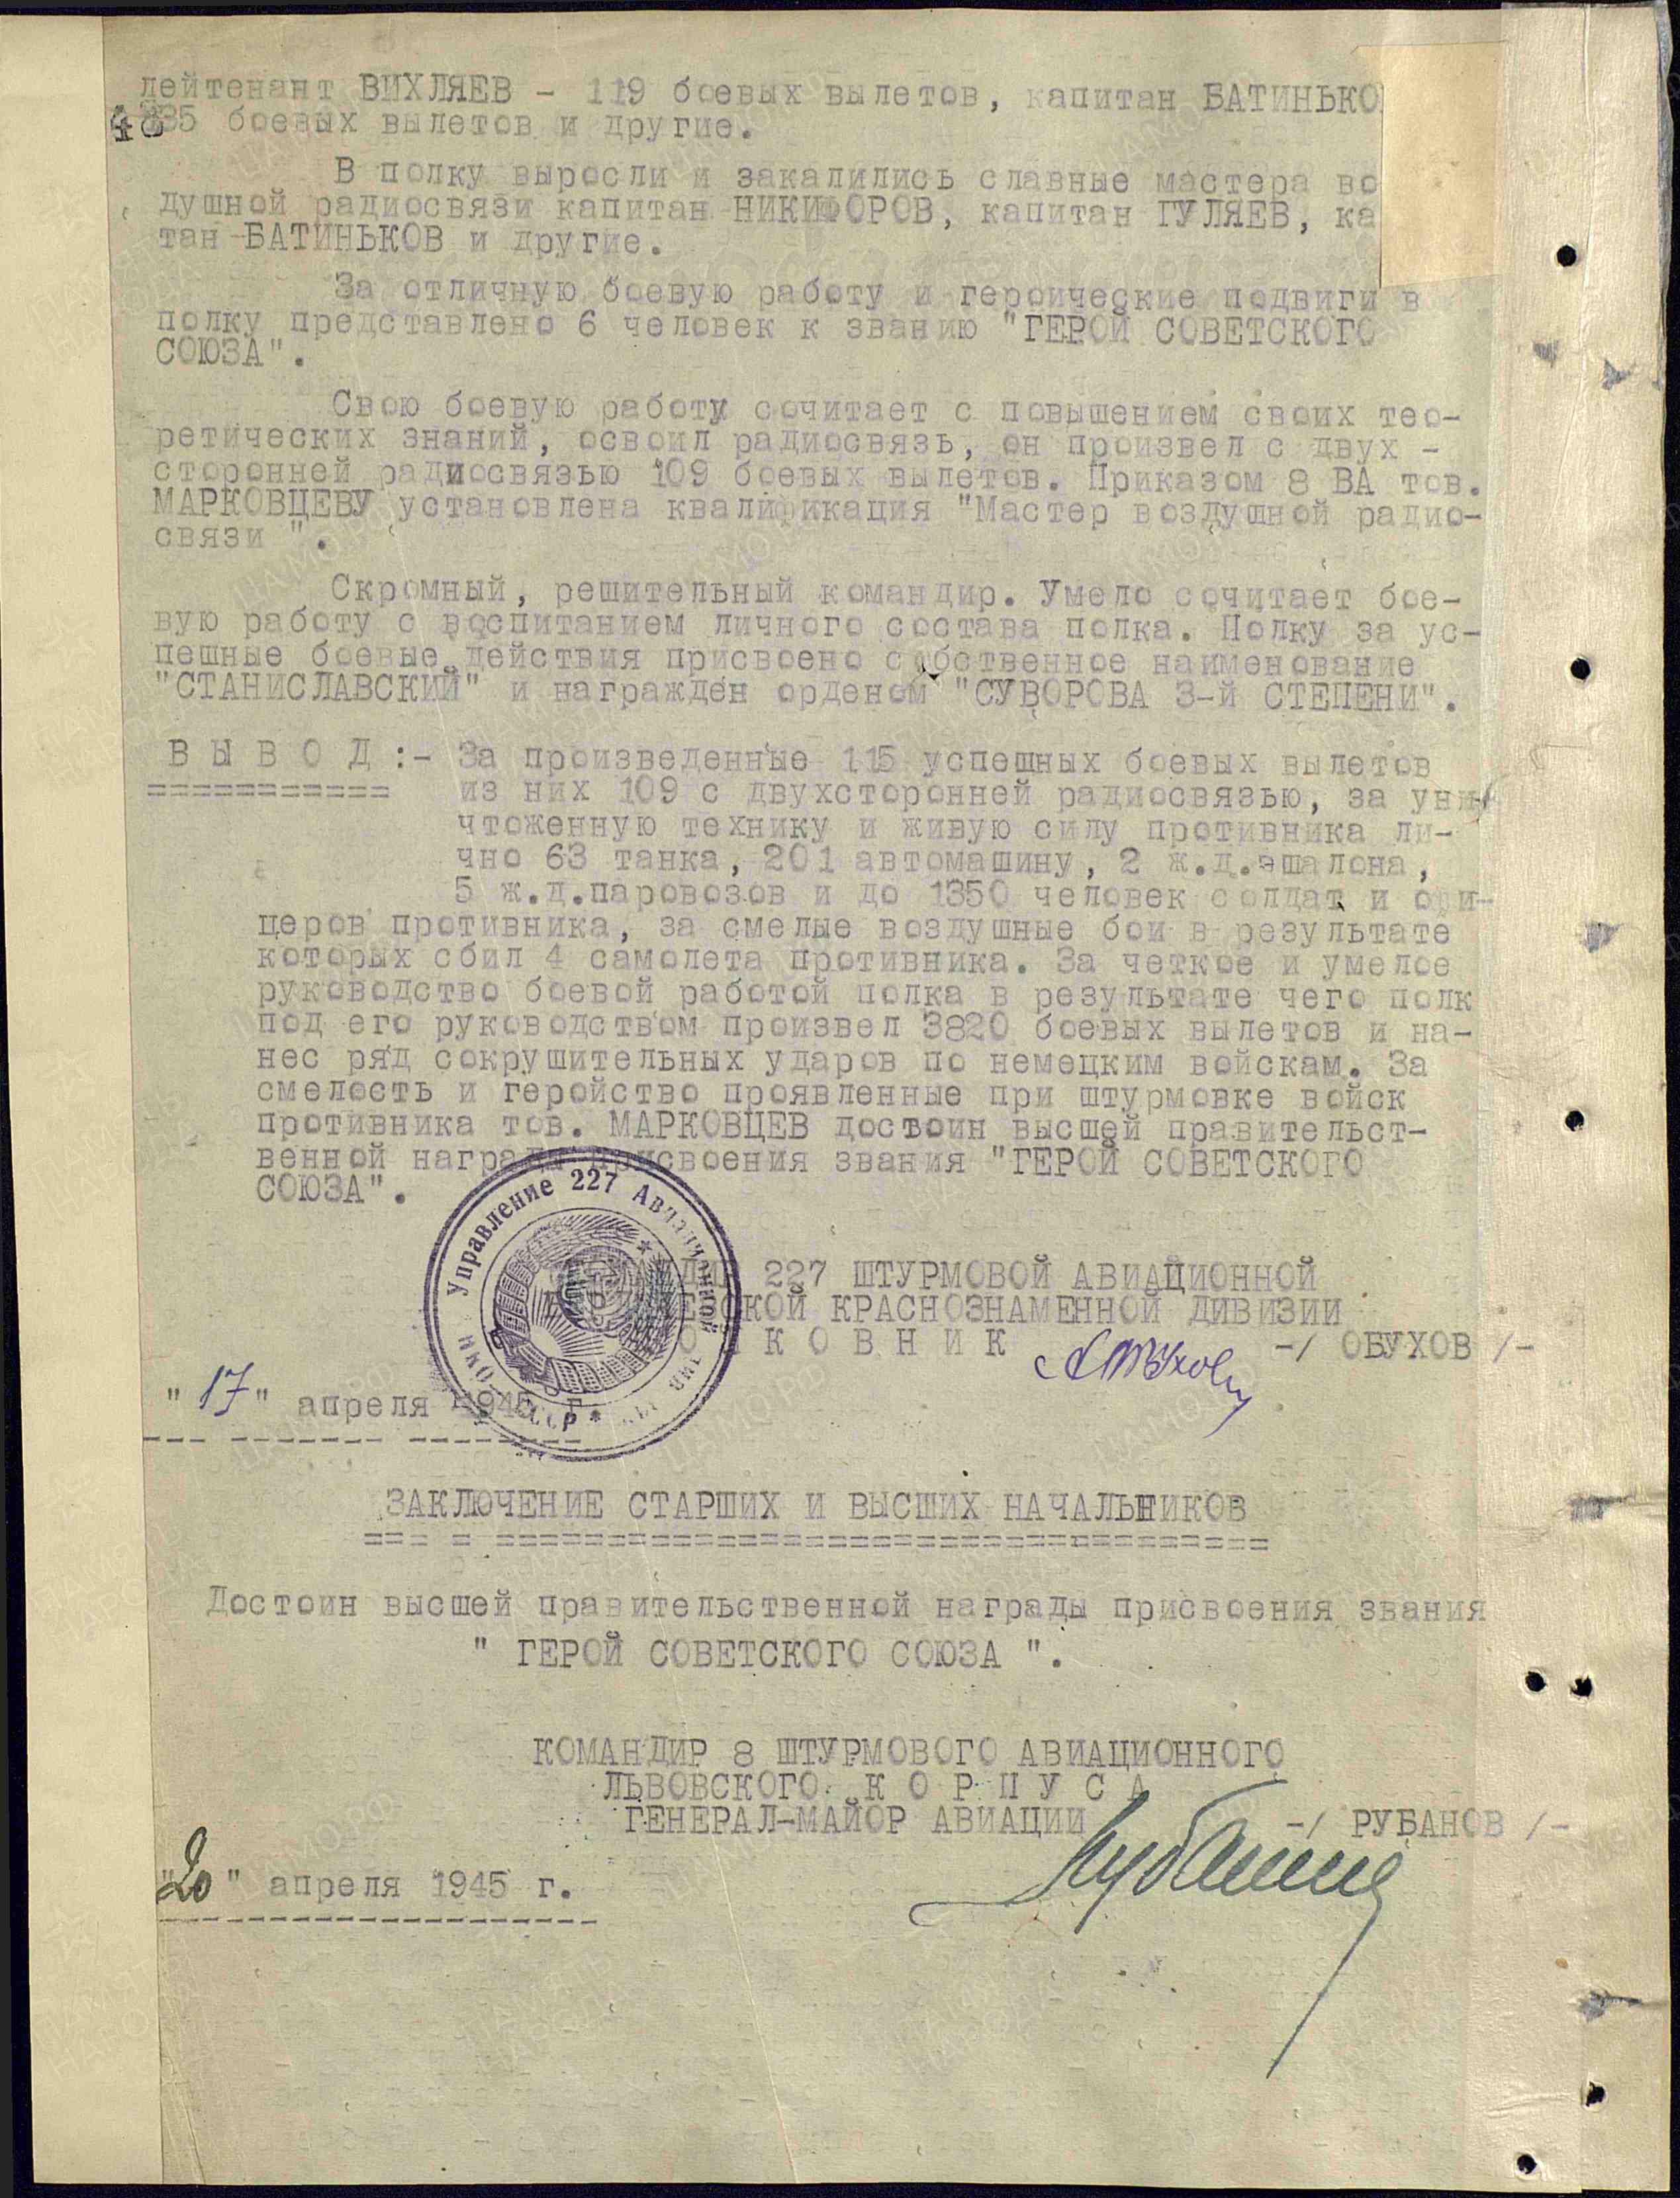 лейтенант ВИХЛЯЕВ - 119 боевых вылетов, капитан БАТИНЬКО
48
85 боевых вылетов и другие.
В полку выросли и закалились славные мастера во
душной радиосвязи капитан НИКИФОРОВ, капитан ГУЛЯЕВ, ка
тан БАТИНЬКОВ и другие.
За отличную боевую работу и героические подвиги в
полку представлено 6 человек к званию "ГЕРОЙ СОВЕТСКОГО
СОЮЗА".
Свою боевую работу сочитает с повышением своих тео-
ретических знаний, освоил радиосвязь, он произвел с двух -
сторонней радиосвязью 109 боевых вылетов. Приказом 8 ВА тов.
МАРКОВЦЕВУ установлена квалификация "Мастер воздушной радио-
связи ".
Скромный, решительный командир. Умело сочитает бое-
вую работу с воспитанием личного состава полка. Полку за ус-
пешные боевые действия присвоено собственное наименование
"СТАНИСЛАВСКИЙ" и награжден орденом "СУВОРОВА 3-й СТЕПЕНИ".
В Ы В О Д :- За произведенные 115 успешных боевых вылетов
из них 109 с двухсторонней радиосвязью, за уни-
чтоженную технику и живую силу противника ли-
чно 63 танка, 201 автомашину, 2 ж.д.эшалона,
5 ж.д.паровозов и до 1350 человек солдат и офи-
церов противника, за смелые воздушные бои в результате
которых сбил 4 самолета противника. За четкое и умелое
руководство боевой работой полка в результате чего полк
под его руководством произвел 3820 боевых вылетов и на-
нес ряд сокрушительных ударов по немецким войскам. За
смелость и геройство проявленные при штурмовке войск
противника тов. МАРКОВЦЕВ достоин высшей правительст-
венной награды присвоения звания "ГЕРОЙ СОВЕТСКОГО
СОЮЗА".
Управление 227 Авиационной
227 ШТУРМОВОЙ АВИАЦИОННОЙ
КРАСНОЗНАМЕННОЙ ДИВИЗИИ
К О В Н И К -/ ОБУХОВ /-
"17" апреля 1945 г.
ЗАКЛЮЧЕНИЕ СТАРШИХ И ВЫСШИХ НАЧАЛЬНИКОВ
Достоин высшей правительственной награды присвоения звания
" ГЕРОЙ СОВЕТСКОГО СОЮЗА ".
КОМАНДИР 8 ШТУРМОВОГО АВИАЦИОННОГО
ЛЬВОВСКОГО К О Р П У С А
ГЕНЕРАЛ-МАЙОР АВИАЦИИ -/ РУБАНОВ /-
"20" апреля 1945 г.